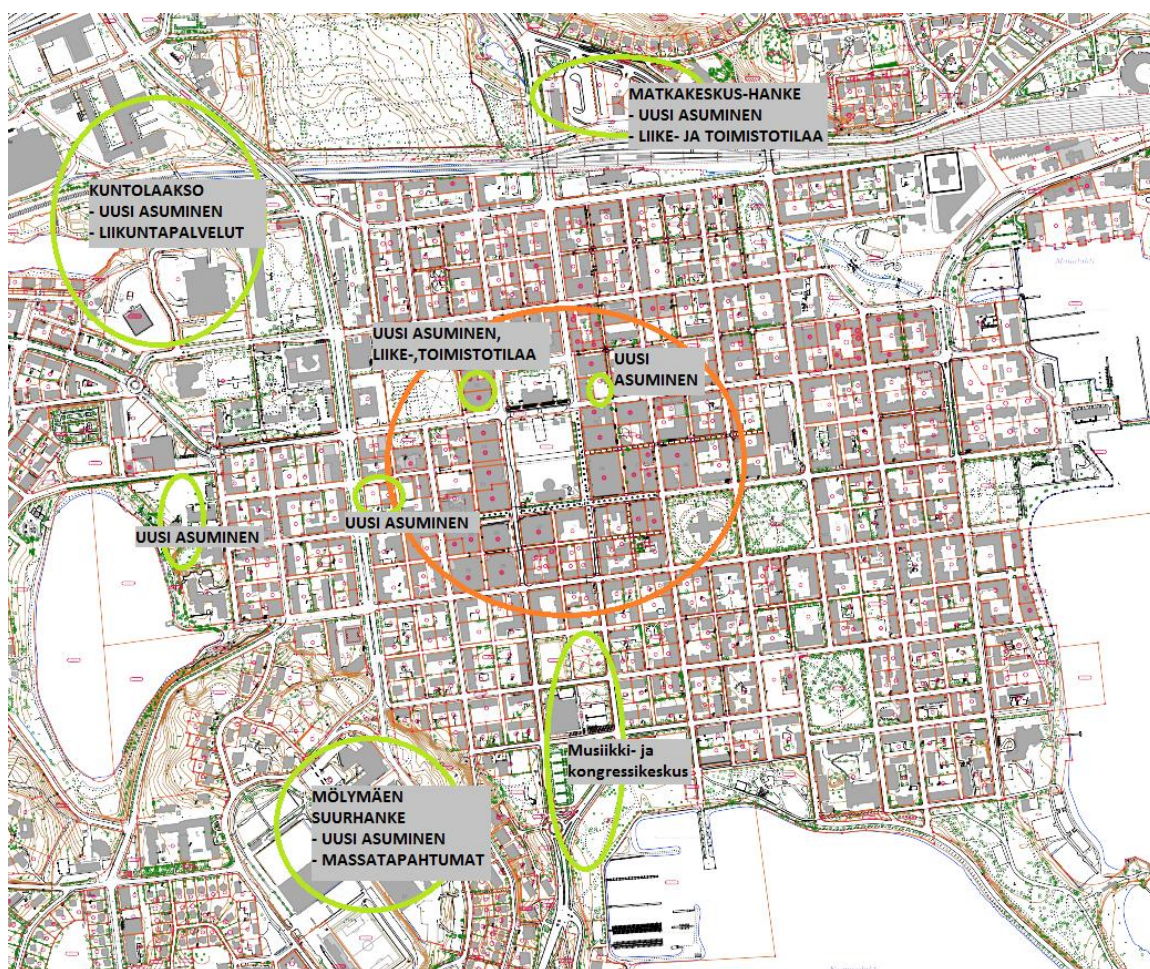 MATKAKESKUS-HANKE
- UUSI ASUMINEN
- LIIKE- JA TOIMISTOTILAA
KUNTOLAAKSO
- UUSI ASUMINEN
- LIIKUNTAPALVELUT
UUSI ASUMINEN,
LIIKE-,TOIMISTOTILAA
UUSI
ASUMINEN
UUSI ASUMINEN
UUSI ASUMINEN
Musiikki- ja
kongressikeskus
MÖLYMÄEN
SUURHANKE
- UUSI ASUMINEN
- MASSATAPAHTUMAT